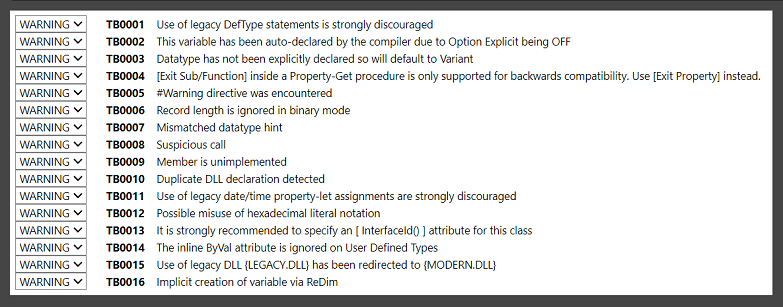 WARNING TB0001 Use of legacy DefType statements is strongly discouraged
WARNING TB0002 This variable has been auto-declared by the compiler due to Option Explicit being OFF
WARNING TB0003 Datatype has not been explicitly declared so will default to Variant
WARNING TB0004 [Exit Sub/Function] inside a Property-Get procedure is only supported for backwards compatibility. Use [Exit Property] instead.
WARNING TB0005 #Warning directive was encountered
WARNING TB0006 Record length is ignored in binary mode
WARNING TB0007 Mismatched datatype hint
WARNING TB0008 Suspicious call
WARNING TB0009 Member is unimplemented
WARNING TB0010 Duplicate DLL declaration detected
WARNING TB0011 Use of legacy date/time property-let assignments are strongly discouraged
WARNING TB0012 Possible misuse of hexadecimal literal notation
WARNING TB0013 It is strongly recommended to specify an [ InterfaceId() ] attribute for this class
WARNING TB0014 The inline ByVal attribute is ignored on User Defined Types
WARNING TB0015 Use of legacy DLL {LEGACY.DLL} has been redirected to {MODERN.DLL}
WARNING TB0016 Implicit creation of variable via ReDim